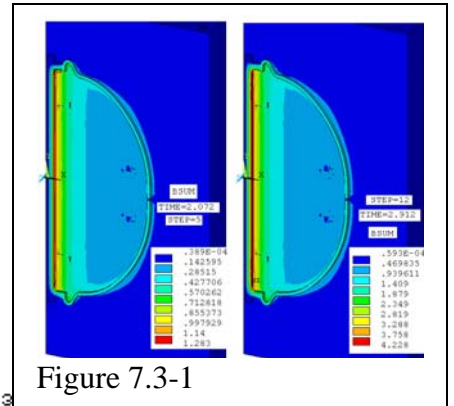 BSUM
TIME=2.072
STEP=5
.389E-04
.142595
.28515
.427706
.570262
.712818
.855373
.997929
1.14
1.283
STEP=12
TIME=2.912
BSUM
.593E-04
.469835
.939611
1.409
1.879
2.349
2.819
3.288
3.758
4.228
Figure 7.3-1
3